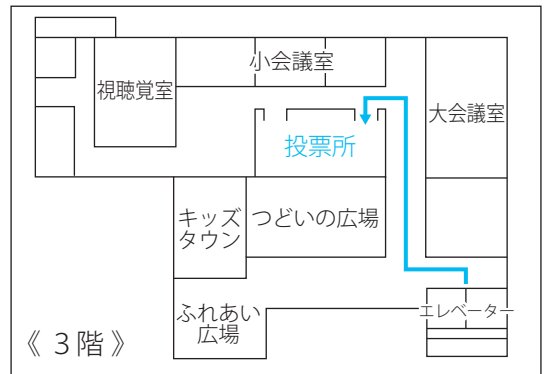 小会議室
視聴覚室
大会議室
投票所
キッズ
タウン
つどいの広場
ふれあい
広場
エレベーター
《 3階 》